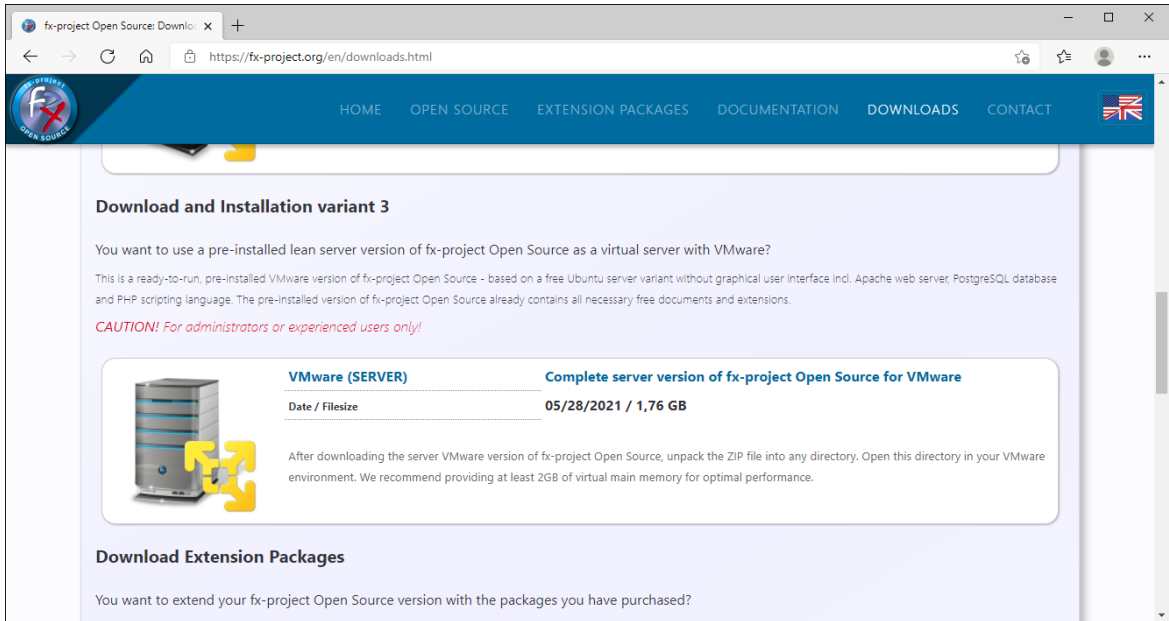 fx-project Open Source: Downlo
https://fx-project.org/en/downloads.html
fx-project
OPEN SOURCE
HOME OPEN SOURCE EXTENSION PACKAGES DOCUMENTATION DOWNLOADS CONTACT
Download and Installation variant 3
You want to use a pre-installed lean server version of fx-project Open Source as a virtual server with VMware?
This is a ready-to-run, pre-installed VMware version of fx-project Open Source - based on a free Ubuntu server variant without graphical user interface incl. Apache web server, PostgreSQL database
and PHP scripting language. The pre-installed version of fx-project Open Source already contains all necessary free documents and extensions.
CAUTION! For administrators or experienced users only!
VMware (SERVER) Complete server version of fx-project Open Source for VMware
Date / Filesize 05/28/2021 / 1,76 GB
After downloading the server VMware version of fx-project Open Source, unpack the ZIP file into any directory. Open this directory in your VMware
environment. We recommend providing at least 2GB of virtual main memory for optimal performance.
Download Extension Packages
You want to extend your fx-project Open Source version with the packages you have purchased?